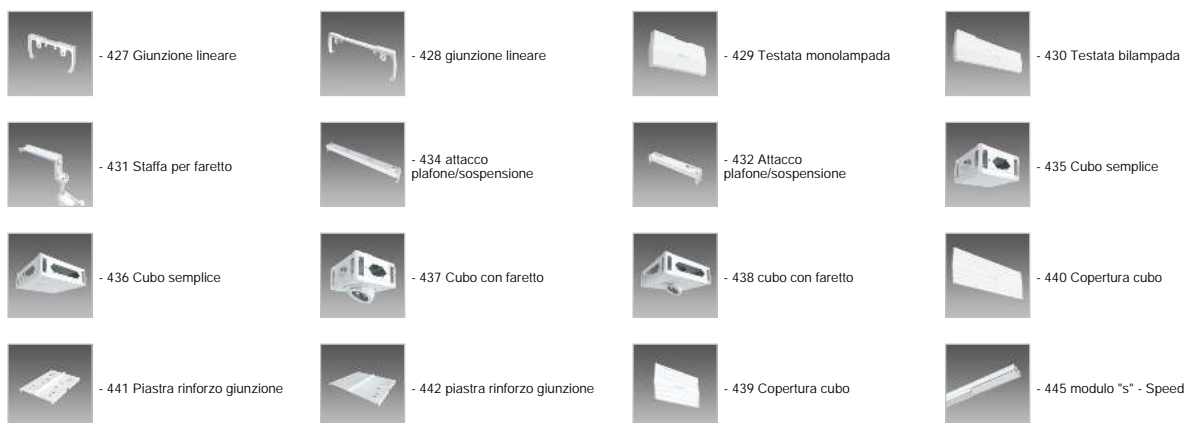 - 427 Giunzione lineare
- 428 giunzione lineare
- 429 Testata monolampada
- 430 Testata bilampada
- 431 Staffa per faretto
- 434 attacco
plafone/sospensione
- 432 Attacco
plafone/sospensione
- 435 Cubo semplice
- 436 Cubo semplice
- 437 Cubo con faretto
- 438 cubo con faretto
- 440 Copertura cubo
- 441 Piastra rinforzo giunzione
- 442 piastra rinforzo giunzione
- 439 Copertura cubo
- 445 modulo "s" - Speed